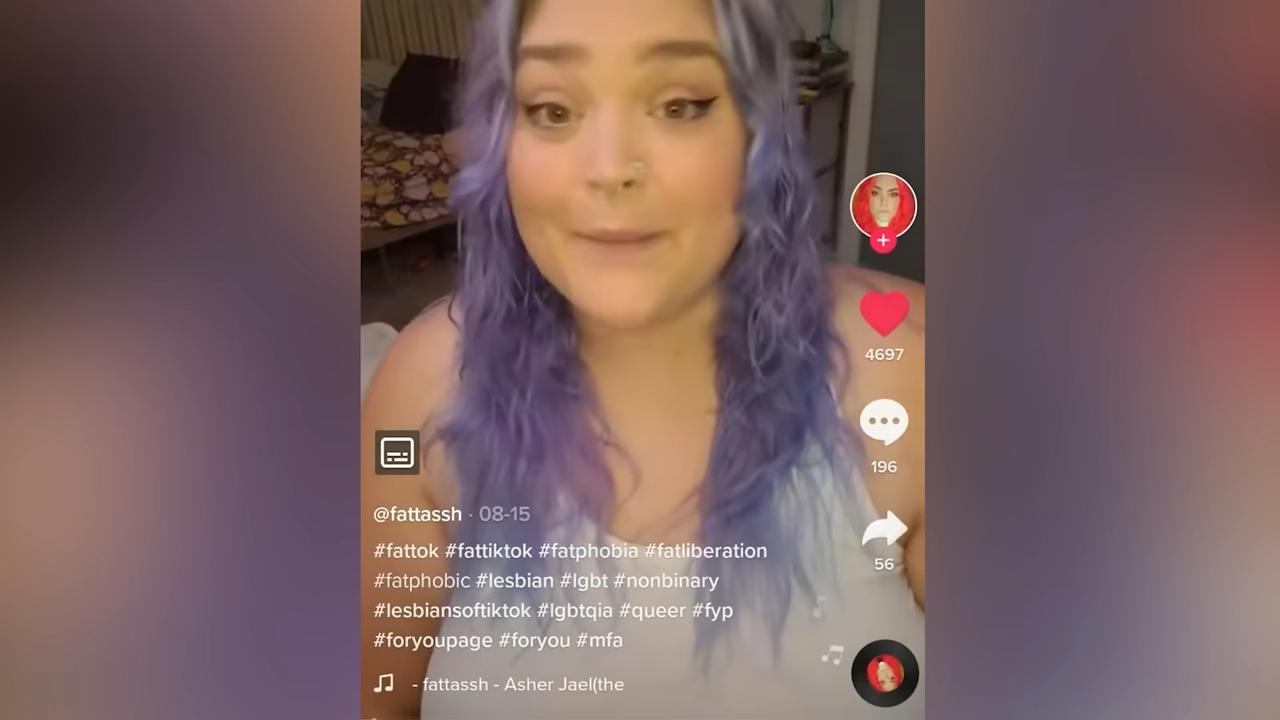 4697
196
@fattassh · 08-15
56
#fattok #fattiktok #fatphobia #fatliberation
#fatphobic #lesbian #lgbt #nonbinary
#lesbiansoftiktok #lgbtqia #queer #fyp
#foryoupage #foryou #mfa
- fattassh - Asher Jael(the